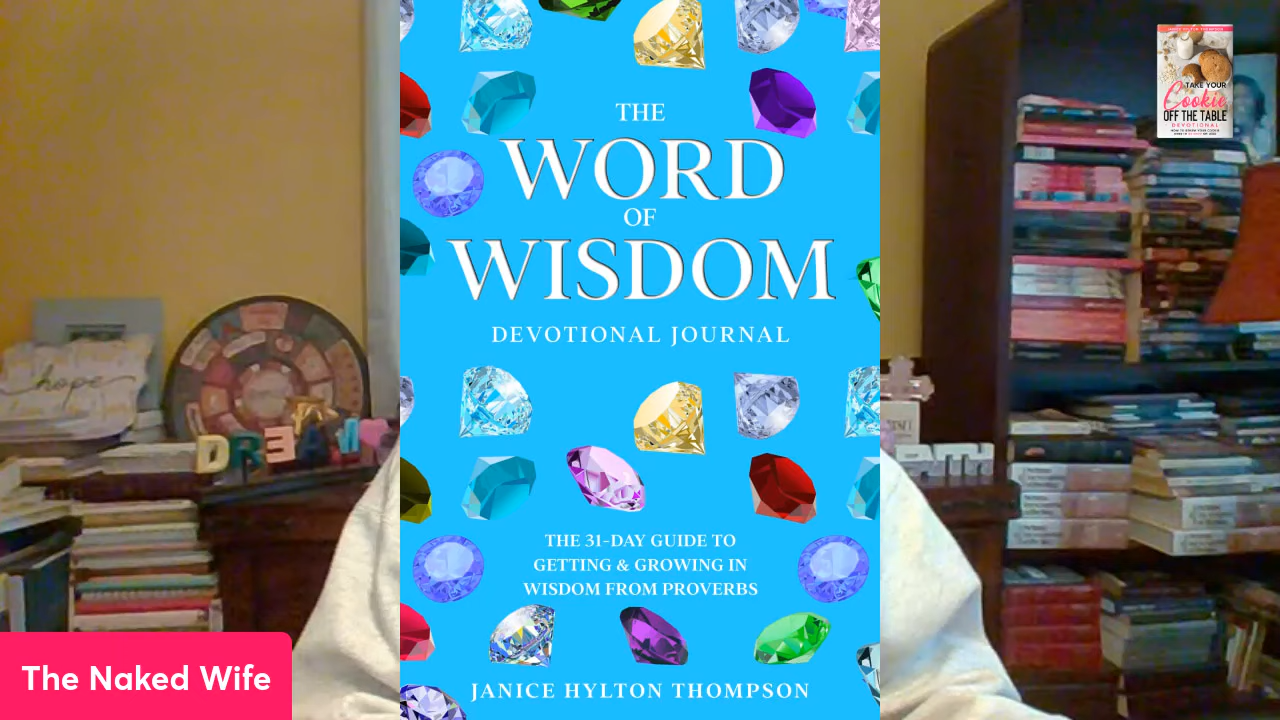 THE
WORD
OF
WISDOM
DEVOTIONAL JOURNAL
THE 31-DAY GUIDE TO
GETTING & GROWING IN
WISDOM FROM PROVERBS
JANICE HYLTON THOMPSON
TAKE YOUR
Cookie
OFF THE TABLE
DEVOTIONAL
hope
DREAM
The Naked Wife